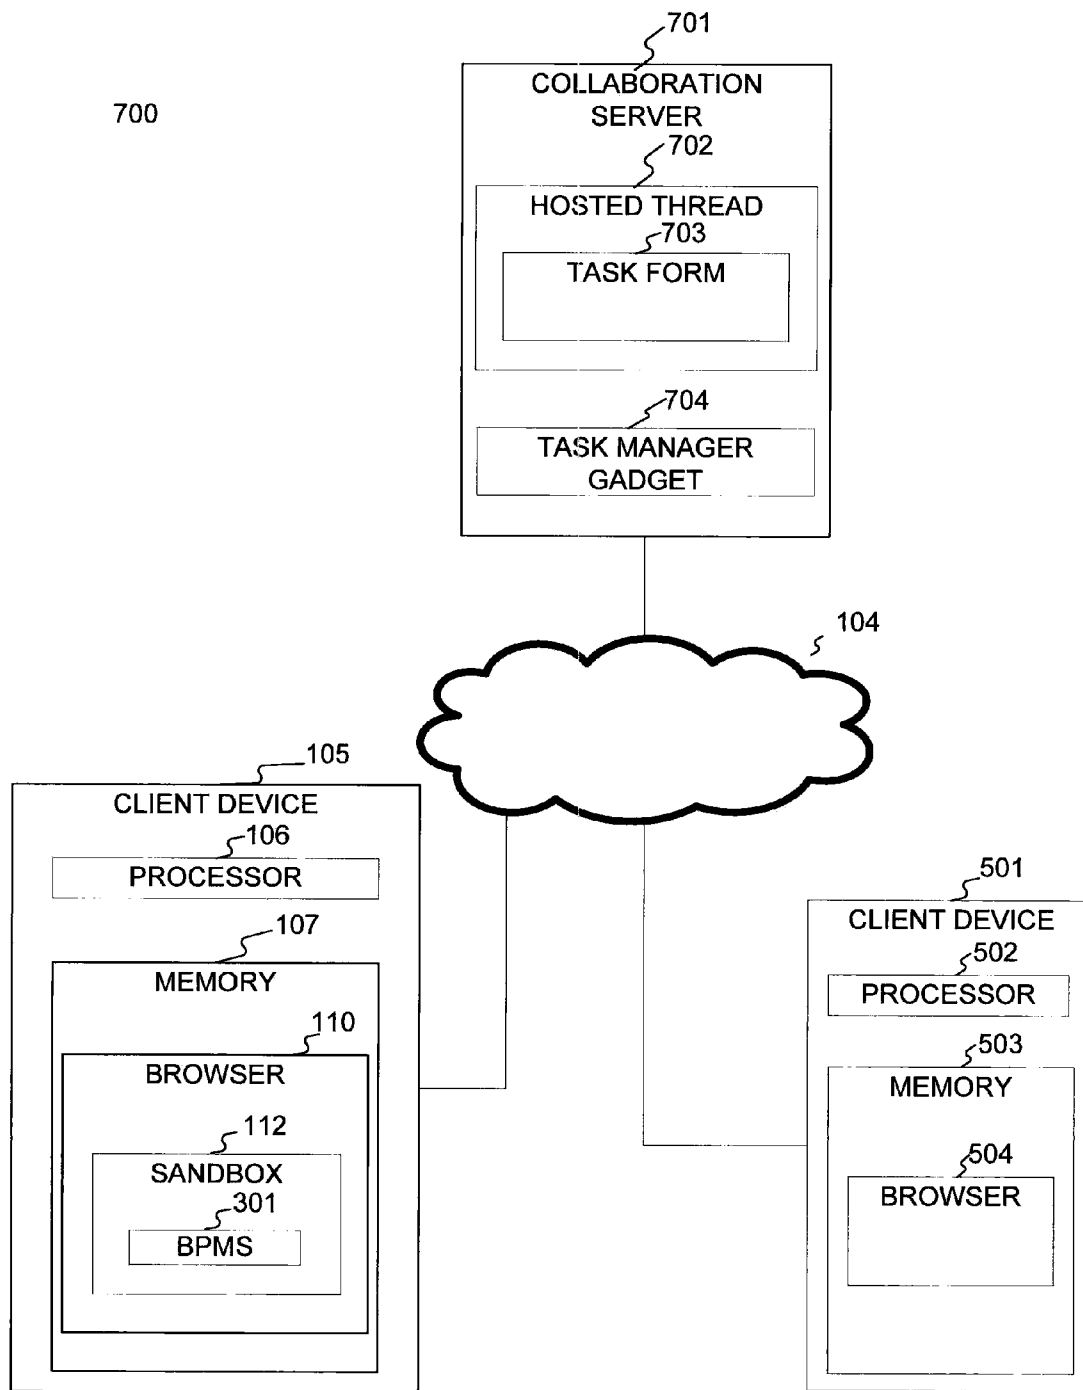 701
COLLABORATION
SERVER
700
702
HOSTED THREAD
703
TASK FORM
704
TASK MANAGER
GADGET
104
105
CLIENT DEVICE
106
PROCESSOR
107
MEMORY
110
BROWSER
112
SANDBOX
301
BPMS
501
CLIENT DEVICE
502
PROCESSOR
503
MEMORY
504
BROWSER